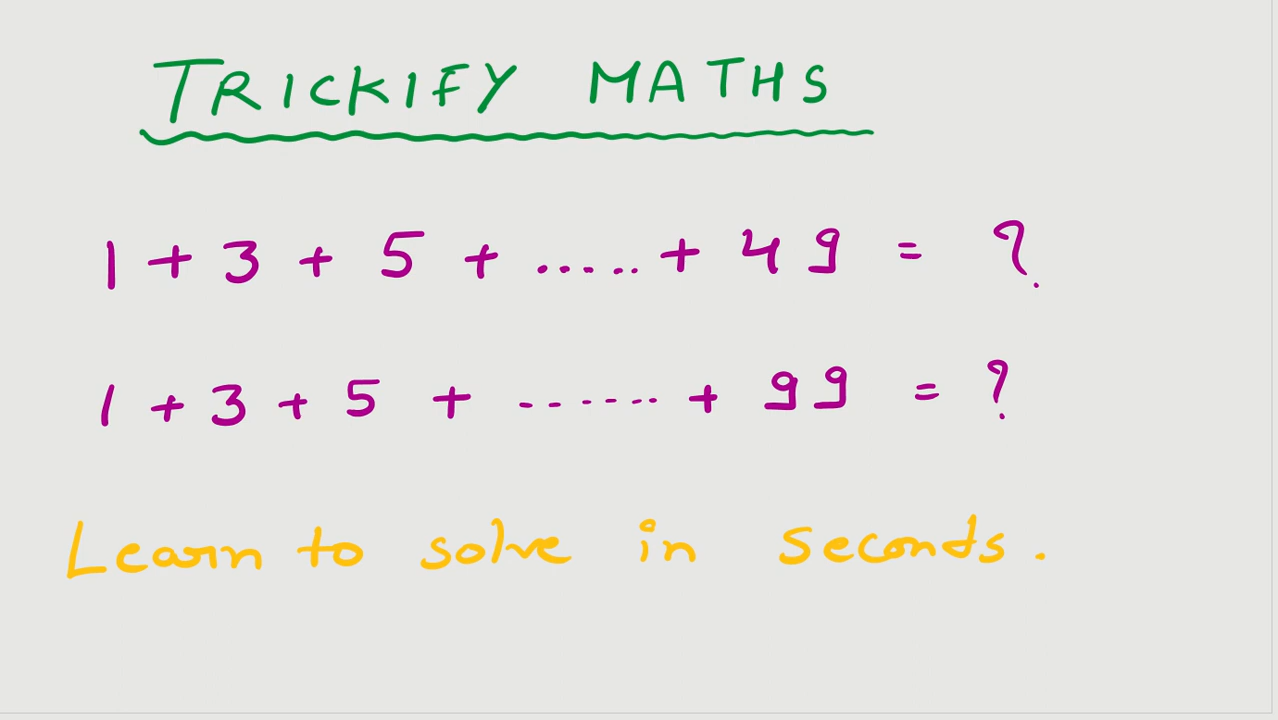 TRICKIFY MATHS
1 + 3 + 5 + ..... + 49 = ?
1 + 3 + 5 + ------ + 99 = ?
Learn to solve in seconds.